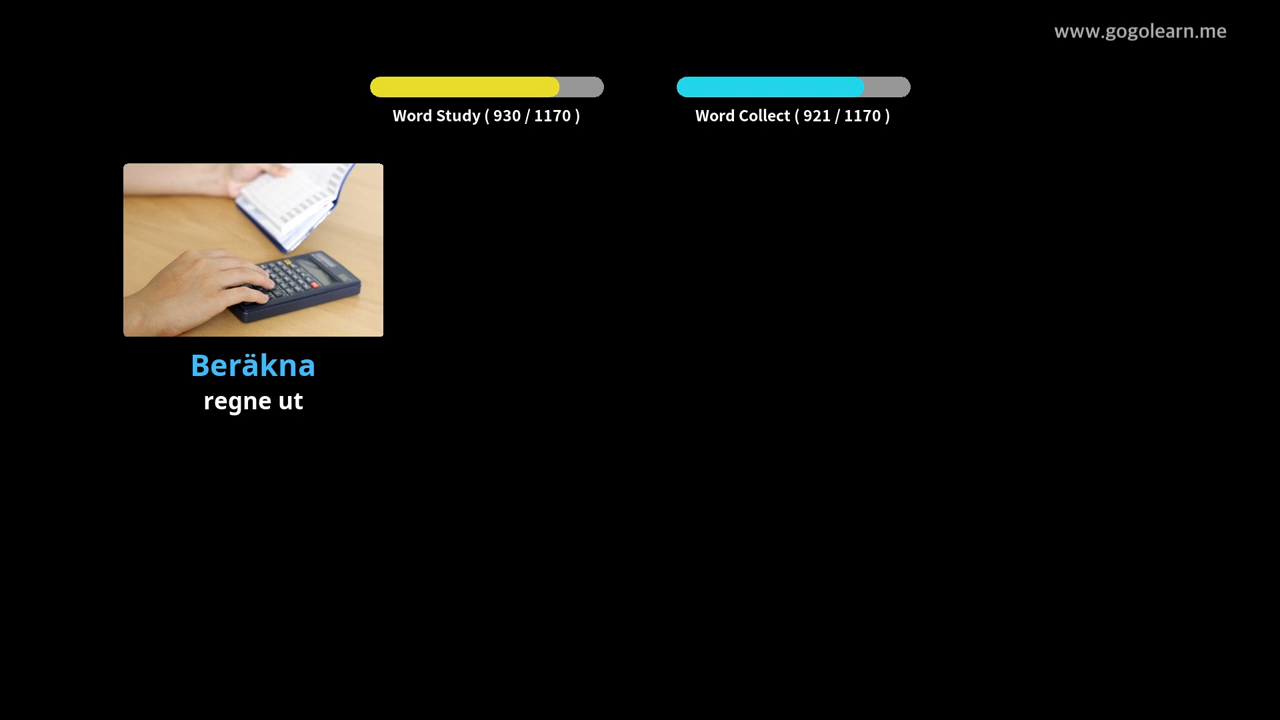 www.gogolearn.me
Word Study ( 930 / 1170 )
Word Collect ( 921 / 1170 )
Beräkna
regne ut